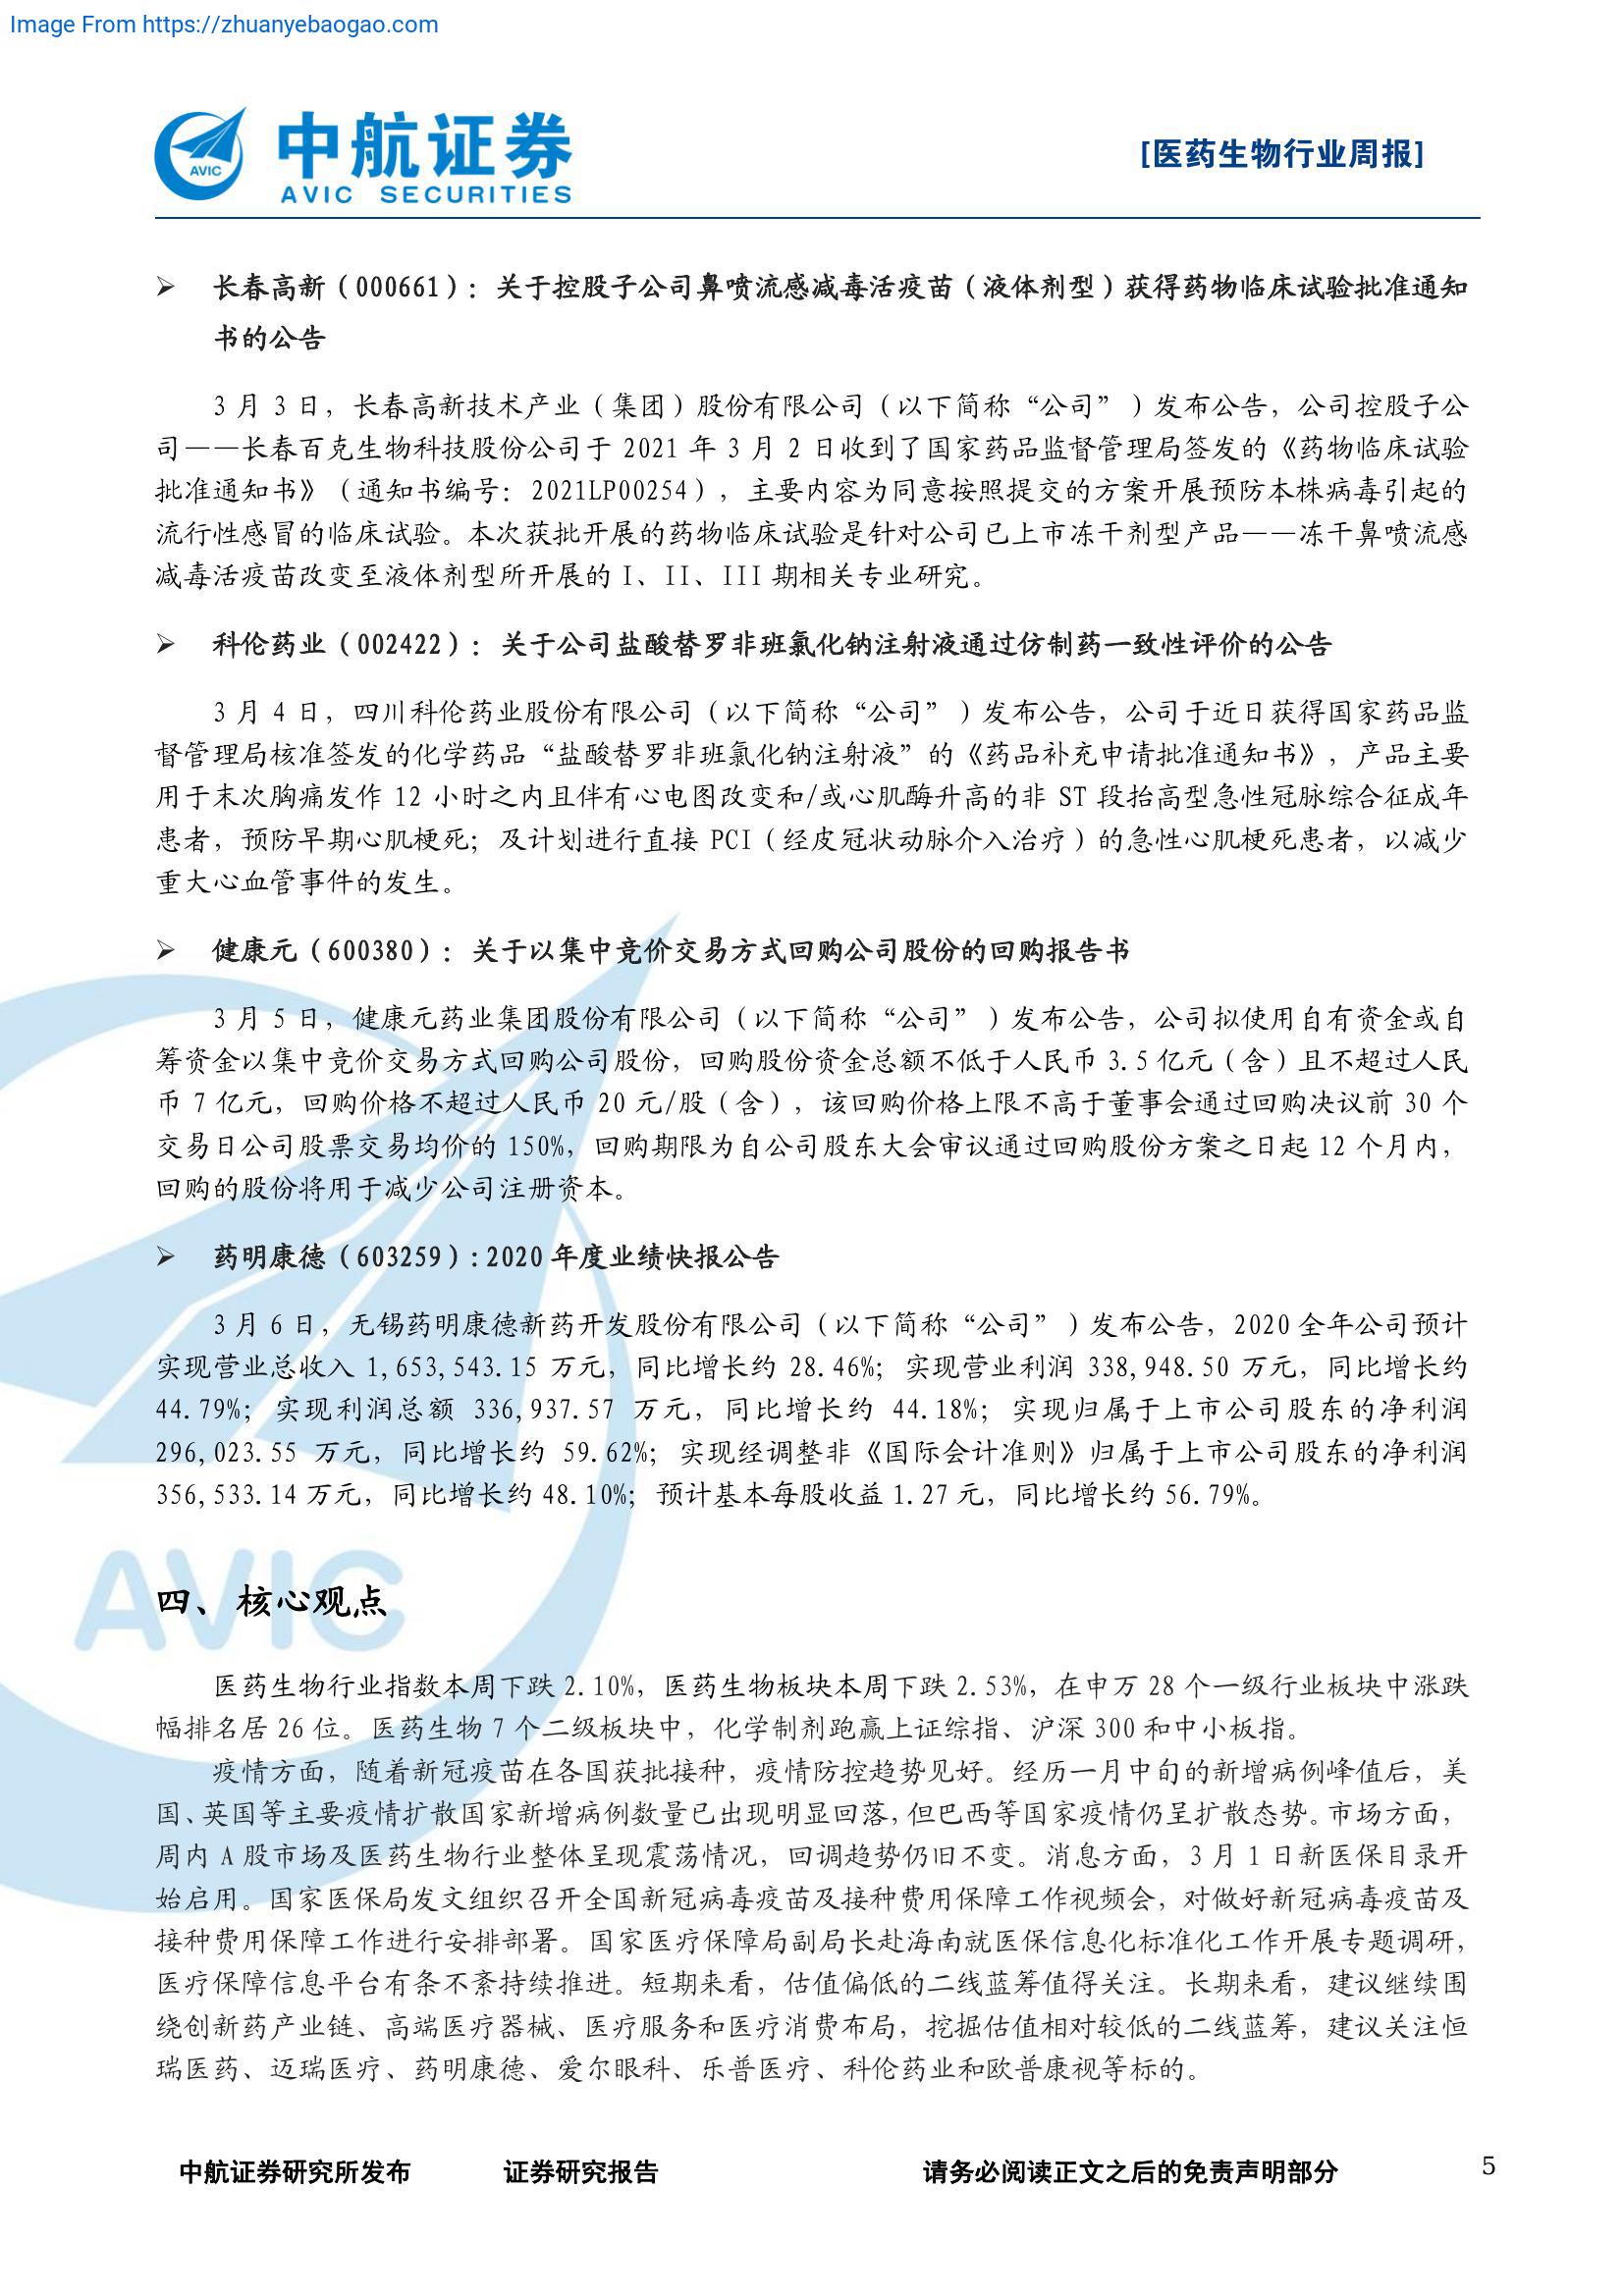 Image From https://zhuanyebaogao.com
AVIC
中航证券
AVIC SECURITIES
[医药生物行业周报]
➢ 长春高新（000661）：关于控股子公司鼻喷流感减毒活疫苗（液体剂型）获得药物临床试验批准通知
书的公告
3 月 3 日，长春高新技术产业（集团）股份有限公司（以下简称“公司”）发布公告，公司控股子公
司——长春百克生物科技股份公司于 2021 年 3 月 2 日收到了国家药品监督管理局签发的《药物临床试验
批准通知书》（通知书编号：2021LP00254），主要内容为同意按照提交的方案开展预防本株病毒引起的
流行性感冒的临床试验。本次获批开展的药物临床试验是针对公司已上市冻干剂型产品——冻干鼻喷流感
减毒活疫苗改变至液体剂型所开展的 I、II、III 期相关专业研究。
➢ 科伦药业（002422）：关于公司盐酸替罗非班氯化钠注射液通过仿制药一致性评价的公告
3 月 4 日，四川科伦药业股份有限公司（以下简称“公司”）发布公告，公司于近日获得国家药品监
督管理局核准签发的化学药品“盐酸替罗非班氯化钠注射液”的《药品补充申请批准通知书》，产品主要
用于末次胸痛发作 12 小时之内且伴有心电图改变和/或心肌酶升高的非 ST 段抬高型急性冠脉综合征成年
患者，预防早期心肌梗死；及计划进行直接 PCI（经皮冠状动脉介入治疗）的急性心肌梗死患者，以减少
重大心血管事件的发生。
➢ 健康元（600380）：关于以集中竞价交易方式回购公司股份的回购报告书
3 月 5 日，健康元药业集团股份有限公司（以下简称“公司”）发布公告，公司拟使用自有资金或自
筹资金以集中竞价交易方式回购公司股份，回购股份资金总额不低于人民币 3.5 亿元（含）且不超过人民
币 7 亿元，回购价格不超过人民币 20 元/股（含），该回购价格上限不高于董事会通过回购决议前 30 个
交易日公司股票交易均价的 150%，回购期限为自公司股东大会审议通过回购股份方案之日起 12 个月内，
回购的股份将用于减少公司注册资本。
➢ 药明康德（603259）：2020 年度业绩快报公告
3 月 6 日，无锡药明康德新药开发股份有限公司（以下简称“公司”）发布公告，2020 全年公司预计
实现营业总收入 1,653,543.15 万元，同比增长约 28.46%；实现营业利润 338,948.50 万元，同比增长约
44.79%；实现利润总额 336,937.57 万元，同比增长约 44.18%；实现归属于上市公司股东的净利润
296,023.55 万元，同比增长约 59.62%；实现经调整非《国际会计准则》归属于上市公司股东的净利润
356,533.14 万元，同比增长约 48.10%；预计基本每股收益 1.27 元，同比增长约 56.79%。
AVIC
四、核心观点
医药生物行业指数本周下跌 2.10%，医药生物板块本周下跌 2.53%，在申万 28 个一级行业板块中涨跌
幅排名居 26 位。医药生物 7 个二级板块中，化学制剂跑赢上证综指、沪深 300 和中小板指。
疫情方面，随着新冠疫苗在各国获批接种，疫情防控趋势见好。经历一月中旬的新增病例峰值后，美
国、英国等主要疫情扩散国家新增病例数量已出现明显回落，但巴西等国家疫情仍呈扩散态势。市场方面，
周内 A 股市场及医药生物行业整体呈现震荡情况，回调趋势仍旧不变。消息方面，3 月 1 日新医保目录开
始启用。国家医保局发文组织召开全国新冠病毒疫苗及接种费用保障工作视频会，对做好新冠病毒疫苗及
接种费用保障工作进行安排部署。国家医疗保障局副局长赴海南就医保信息化标准化工作开展专题调研，
医疗保障信息平台有条不紊持续推进。短期来看，估值偏低的二线蓝筹值得关注。长期来看，建议继续围
绕创新药产业链、高端医疗器械、医疗服务和医疗消费布局，挖掘估值相对较低的二线蓝筹，建议关注恒
瑞医药、迈瑞医疗、药明康德、爱尔眼科、乐普医疗、科伦药业和欧普康视等标的。
中航证券研究所发布 证券研究报告 请务必阅读正文之后的免责声明部分 5